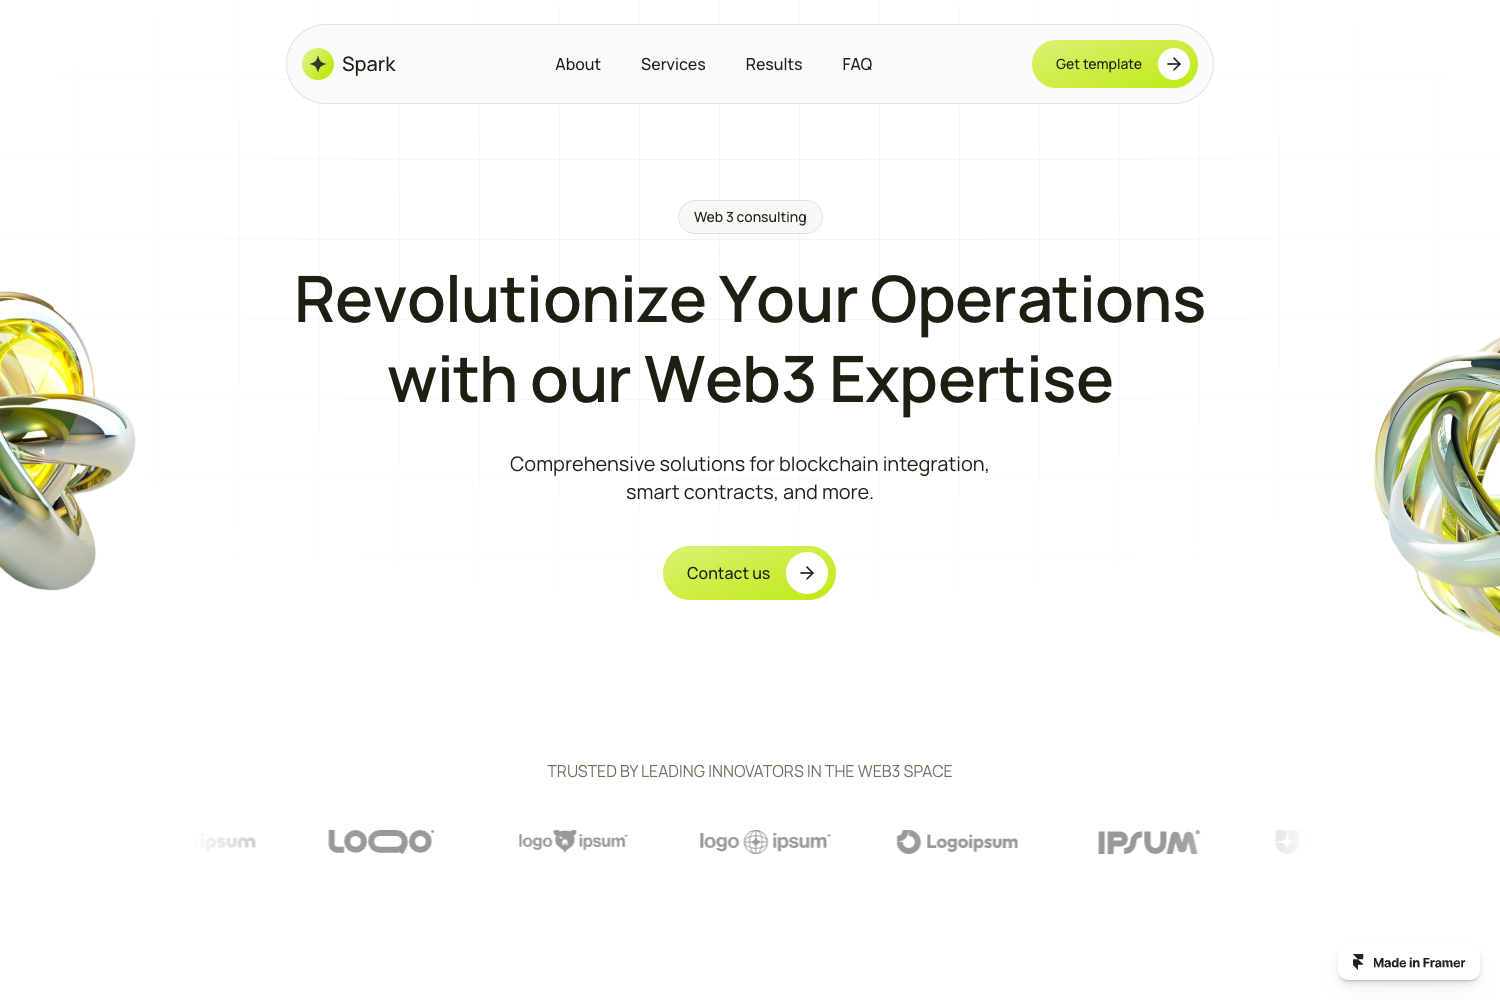 Spark
About
Services
Results
FAQ
Get template
Web 3 consulting
Revolutionize Your Operations
with our Web3 Expertise
Comprehensive solutions for blockchain integration,
smart contracts, and more.
Contact us
TRUSTED BY LEADING INNOVATORS IN THE WEB3 SPACE
ipsum
LOQO
logo ipsum
logo ipsum
Logoipsum
IPSUM
Made in Framer